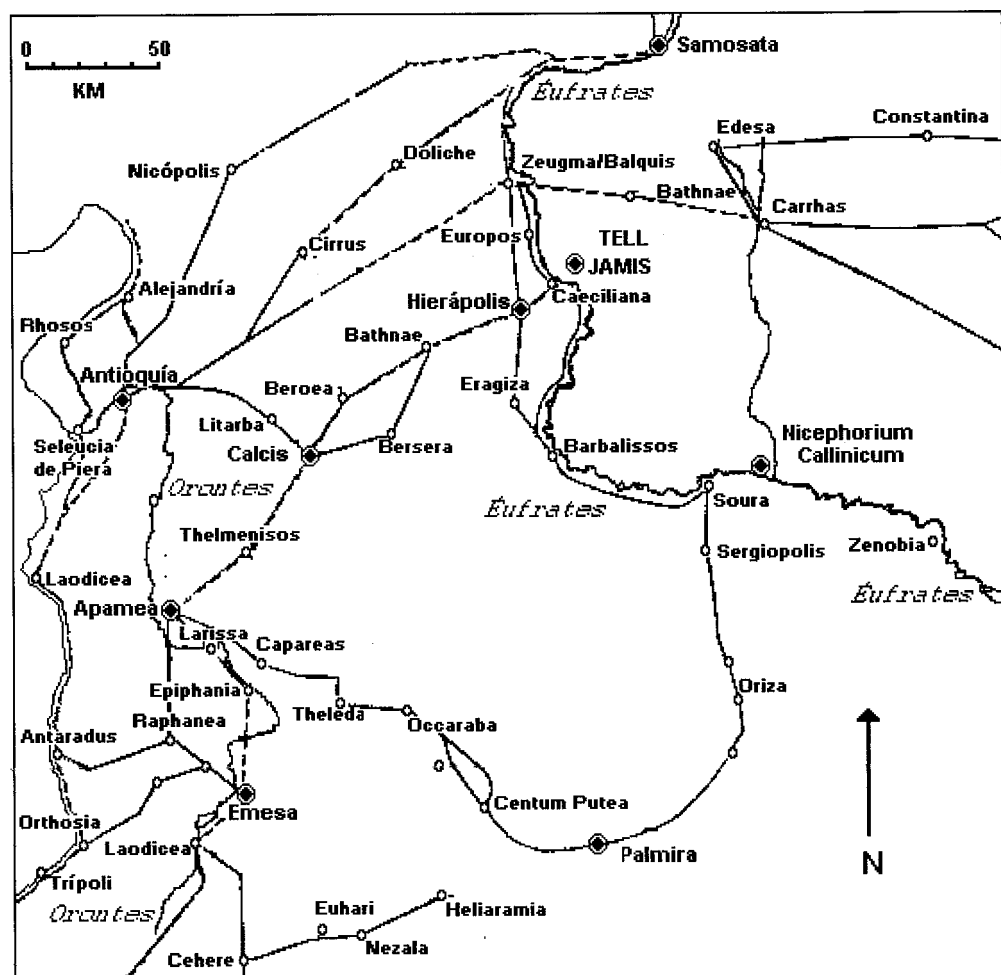 0 50
KM
Samosata
Éufrates
Constantina
Edesa
Doliche
Nicópolis
Zeugma/Balquis
Bathnae
Carrhas
Cirrus
Europos
TELL
JAMIS
Alejandría
Caeciliana
Hierápolis
Rhosos
Bathnae
Antioquía
Beroea
Eragiza
Litarba
Calcis
Bersera
Barbalissos
Nicephorium
Callinicum
Seleucia
de Piera
Orontes
Éufrates
Soura
Thelmenisos
Sergiopolis
Zenobia
Laodicea
Éufrates
Apamea
Larissa
Capareas
Epiphania
Theleda
Oriza
Raphanea
Occaraba
Antaradus
Emesa
Centum Putea
Orthosia
Laodicea
Palmira
N
Trípoli
Orontes
Euhari
Heliaramia
Nezala
Cehere